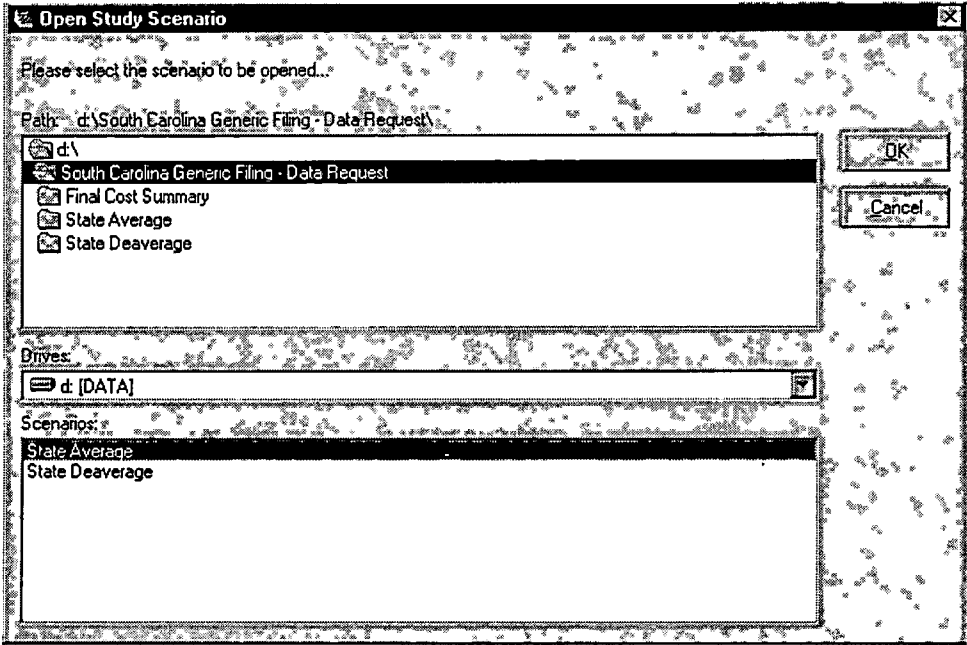 Open Study Scenario
Please select the scenario to be opened...
Path: d:\South Carolina Generic Filing - Data Request\
d:\
South Carolina Generic Filing - Data Request
Final Cost Summary
State Average
State Deaverage
OK
Cancel
Drives:
d: [DATA]
Scenarios:
State Average
State Deaverage